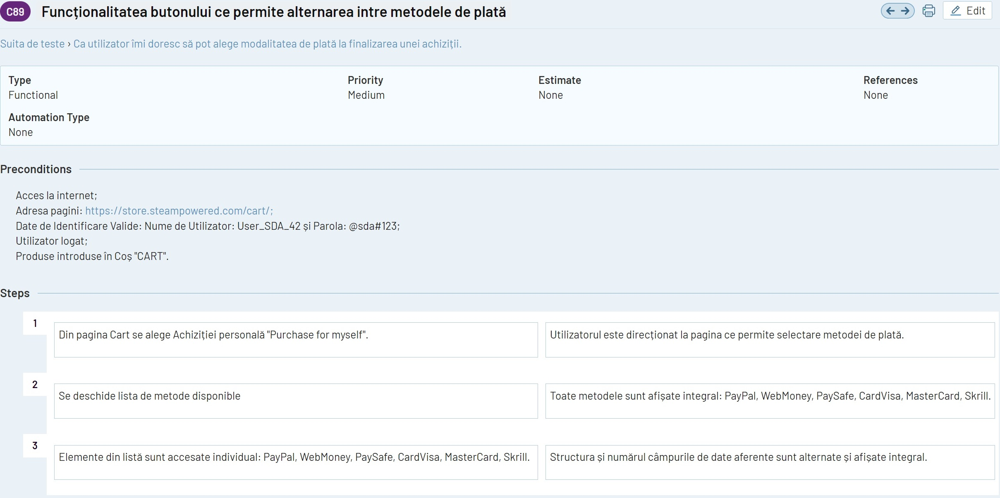 C89 Funcționalitatea butonului ce permite alternarea intre metodele de plată
Edit
Suita de teste › Ca utilizator îmi doresc să pot alege modalitatea de plată la finalizarea unei achiziții.
Type Priority Estimate References
Functional Medium None None
Automation Type
None
Preconditions
Acces la internet;
Adresa pagini: https://store.steampowered.com/cart/;
Date de Identificare Valide: Nume de Utilizator: User_SDA_42 și Parola: @sda#123;
Utilizator logat;
Produse introduse în Coș "CART".
Steps
1
Din pagina Cart se alege Achiziției personală "Purchase for myself".
Utilizatorul este direcționat la pagina ce permite selectare metodei de plată.
2
Se deschide lista de metode disponible
Toate metodele sunt afișate integral: PayPal, WebMoney, PaySafe, CardVisa, MasterCard, Skrill.
3
Elemente din listă sunt accesate individual: PayPal, WebMoney, PaySafe, CardVisa, MasterCard, Skrill.
Structura și numărul câmpurile de date aferente sunt alternate și afișate integral.